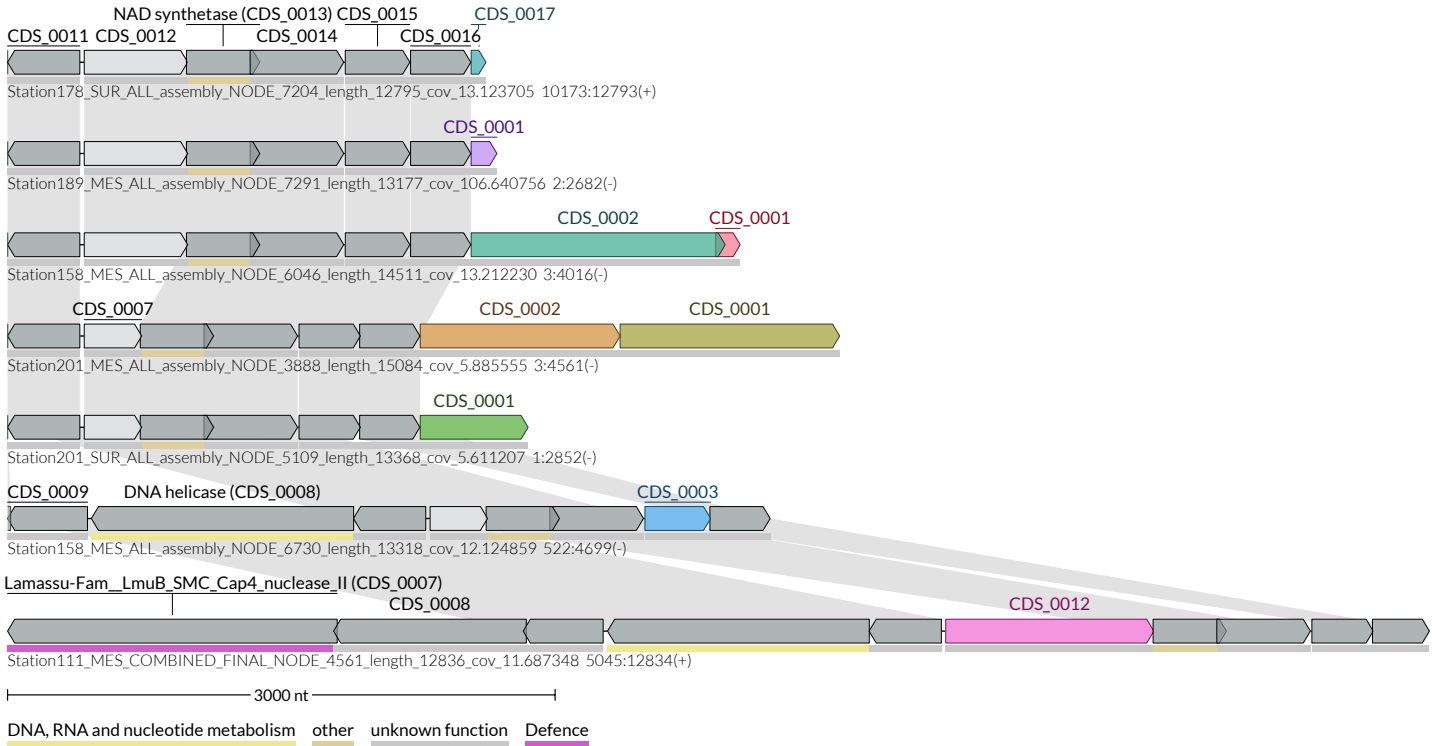 NAD synthetase (CDS_0013) CDS_0015 CDS_0017
CDS_0011 CDS_0012 CDS_0014 CDS_0016
Station178_SUR_ALL_assembly_NODE_7204_length_12795_cov_13.123705 10173:12793(+)
CDS_0001
Station189_MES_ALL_assembly_NODE_7291_length_13177_cov_106.640756 2:2682(-)
CDS_0002 CDS_0001
Station158_MES_ALL_assembly_NODE_6046_length_14511_cov_13.212230 3:4016(-)
CDS_0007 CDS_0002 CDS_0001
Station201_MES_ALL_assembly_NODE_3888_length_15084_cov_5.885555 3:4561(-)
CDS_0001
Station201_SUR_ALL_assembly_NODE_5109_length_13368_cov_5.611207 1:2852(-)
CDS_0009 DNA helicase (CDS_0008) CDS_0003
Station158_MES_ALL_assembly_NODE_6730_length_13318_cov_12.124859 522:4699(-)
Lamassu-Fam__LmuB_SMC_Cap4_nuclease_II (CDS_0007)
CDS_0008 CDS_0012
Station111_MES_COMBINED_FINAL_NODE_4561_length_12836_cov_11.687348 5045:12834(+)
3000 nt
DNA, RNA and nucleotide metabolism other unknown function Defence